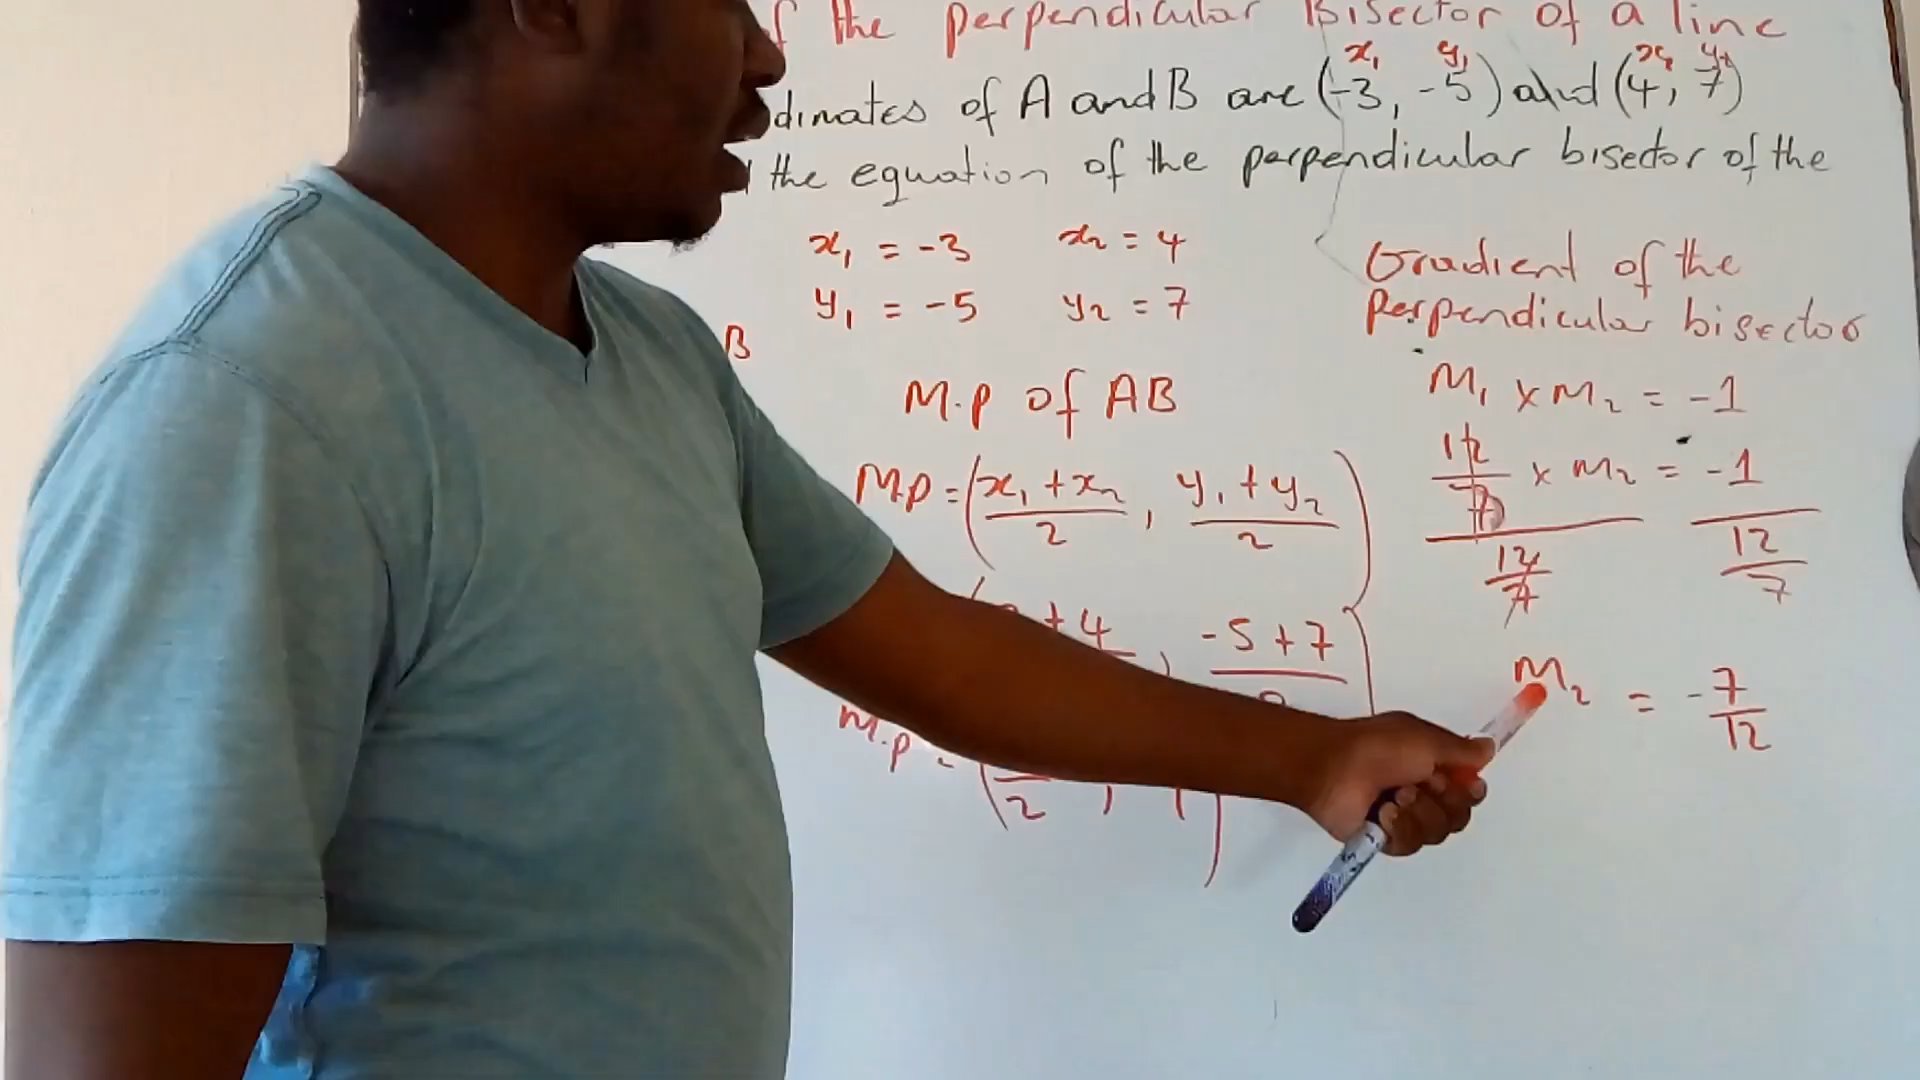 the perpendicular Bisector of a line
x₁ y₁ x₂ y₂
dinates of A and B are (-3, -5) and (4, 7)
the equation of the perpendicular bisector of the
x₁ = -3 x₂ = 4
y₁ = -5 y₂ = 7
B
M.P of AB
M.P = (x₁ + x₂ / 2 , y₁ + y₂ / 2)
+ 4 , -5 + 7
M.P =
( / 2 , 1)
Gradient of the
Perpendicular bisector
M₁ x M₂ = -1
12/7 x M₂ = -1
12/7 12/7
M₂ = -7/12